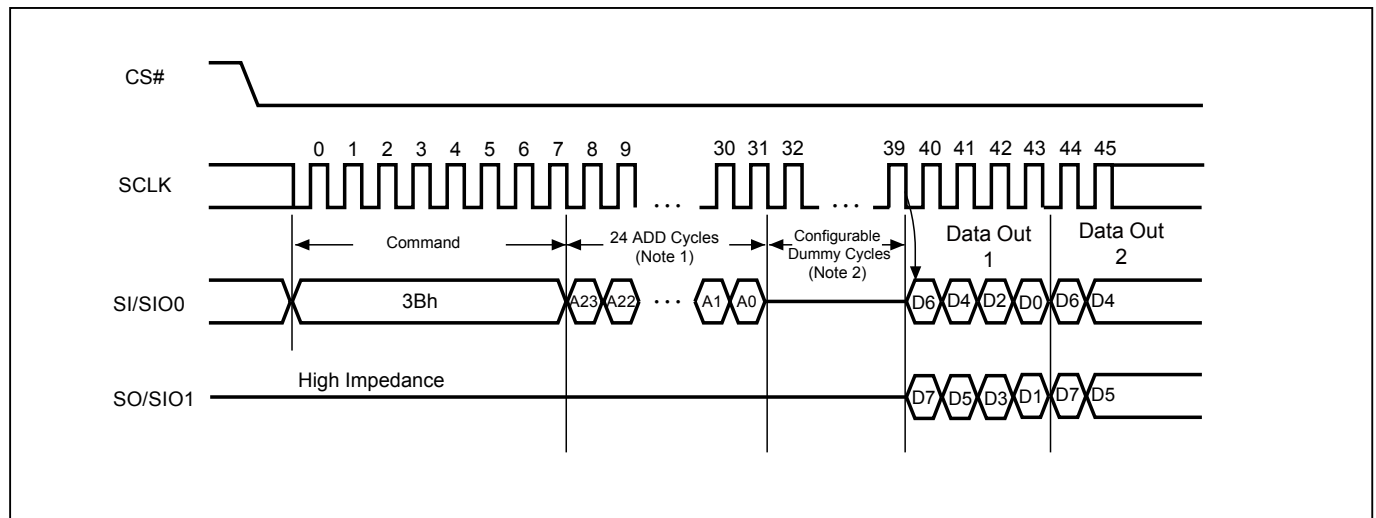 CS#
0 1 2 3 4 5 6 7 8 9 30 31 32 39 40 41 42 43 44 45
SCLK
. . . . . .
Command
24 ADD Cycles
(Note 1)
Configurable
Dummy Cycles
(Note 2)
Data Out
1
Data Out
2
SI/SIO0
3Bh
A23 A22 . . . A1 A0
D6 D4 D2 D0 D6 D4
High Impedance
SO/SIO1
D7 D5 D3 D1 D7 D5